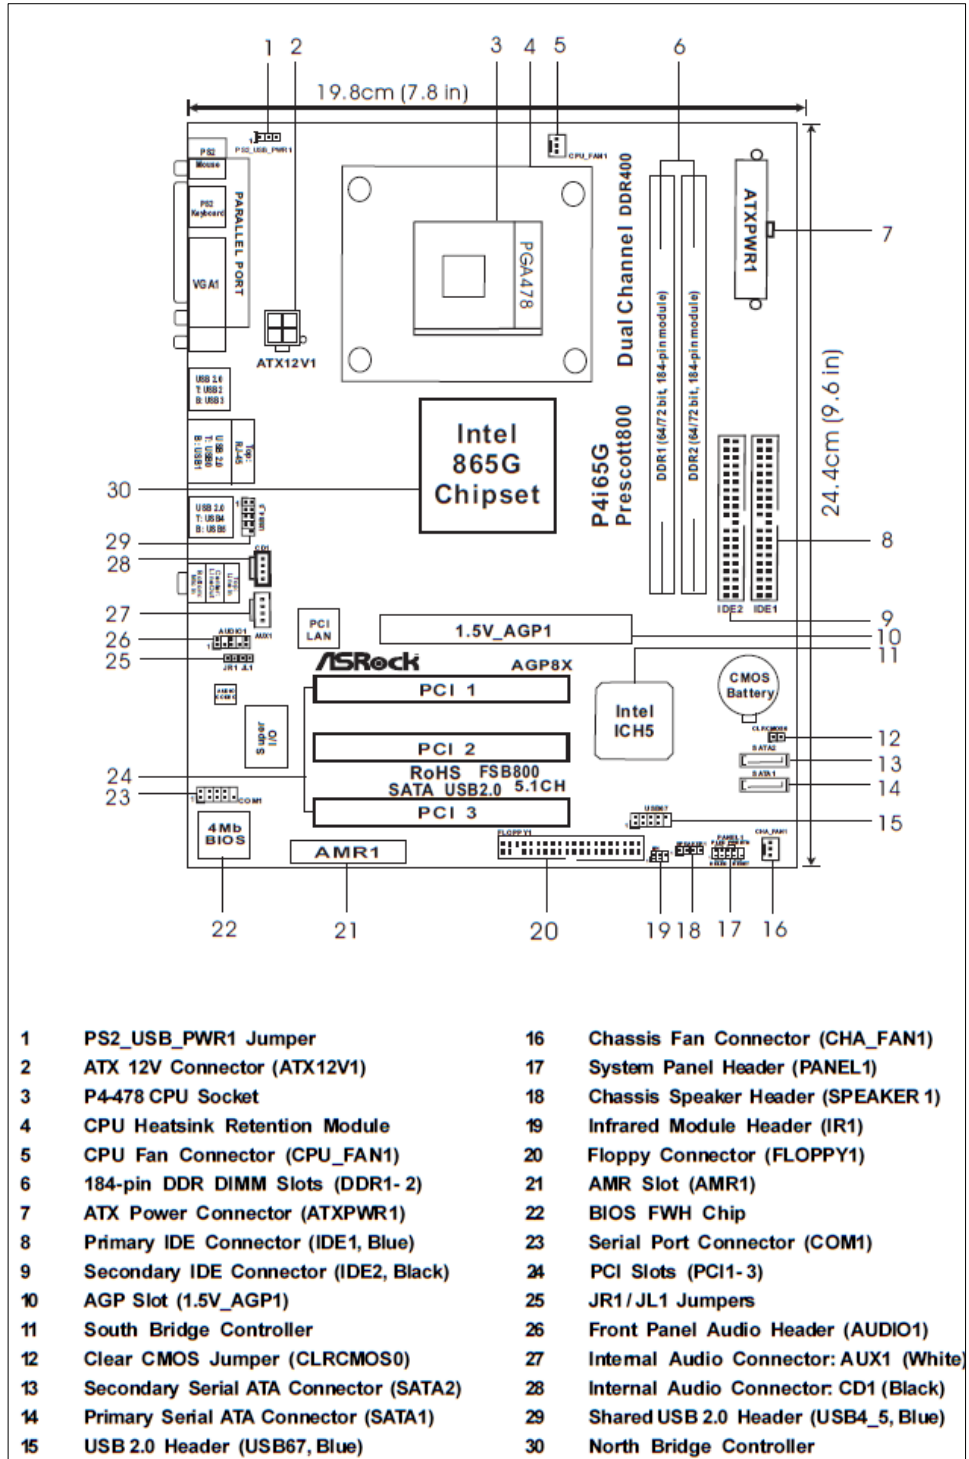 1 2 3 4 5 6
19.8cm (7.8 in)
PS2_USB_PWR1
CPU_FAN1
PS2
Mouse
PS2
Keyboard
PARALLEL PORT
VGA1
ATX12V1
PGA478
Dual Channel DDR400
DDR1 (64/72 bit, 184-pin module)
DDR2 (64/72 bit, 184-pin module)
ATXPWR1
7
24.4cm (9.6 in)
USB 2.0
T: USB2
B: USB3
Intel
865G
Chipset
P4i65G
Prescott800
Top:
RJ-45
USB 2.0
T: USB0
B: USB1
30
USB 2.0
T: USB4
B: USB5
USB4_5
29
28
CD1
8
27
AUX1
IDE2 IDE1
9
26
AUDIO1
PCI
LAN
1.5V_AGP1
10
25
JR1 JL1
ASRock
AGP8X
11
PCI 1
CMOS
Battery
AUDIO
CODEC
Super
I/O
Intel
ICH5
CLRCMOS0
12
PCI 2
SATA2
13
24
RoHS FSB800
SATA USB2.0 5.1CH
SATA1
14
23
COM1
PCI 3
USB67
15
4Mb
BIOS
FLOPPY1
AMR1
SPEAKER1
PANEL1
CHA_FAN1
22 21 20 19 18 17 16
1 PS2_USB_PWR1 Jumper
2 ATX 12V Connector (ATX12V1)
3 P4-478 CPU Socket
4 CPU Heatsink Retention Module
5 CPU Fan Connector (CPU_FAN1)
6 184-pin DDR DIMM Slots (DDR1- 2)
7 ATX Power Connector (ATXPWR1)
8 Primary IDE Connector (IDE1, Blue)
9 Secondary IDE Connector (IDE2, Black)
10 AGP Slot (1.5V_AGP1)
11 South Bridge Controller
12 Clear CMOS Jumper (CLRCMOS0)
13 Secondary Serial ATA Connector (SATA2)
14 Primary Serial ATA Connector (SATA1)
15 USB 2.0 Header (USB67, Blue)
16 Chassis Fan Connector (CHA_FAN1)
17 System Panel Header (PANEL1)
18 Chassis Speaker Header (SPEAKER 1)
19 Infrared Module Header (IR1)
20 Floppy Connector (FLOPPY1)
21 AMR Slot (AMR1)
22 BIOS FWH Chip
23 Serial Port Connector (COM1)
24 PCI Slots (PCI1- 3)
25 JR1 / JL1 Jumpers
26 Front Panel Audio Header (AUDIO1)
27 Internal Audio Connector: AUX1 (White)
28 Internal Audio Connector: CD1 (Black)
29 Shared USB 2.0 Header (USB4_5, Blue)
30 North Bridge Controller